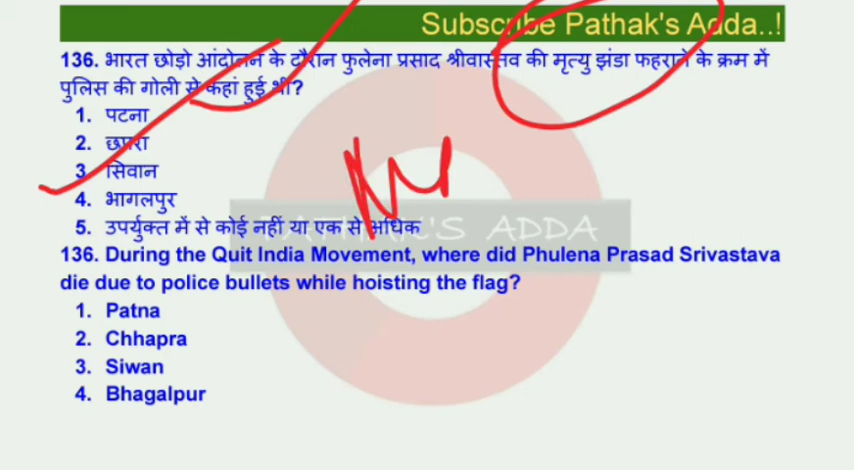 Subscribe Pathak's Adda..!
136. भारत छोड़ो आंदोलन के दौरान फुलेना प्रसाद श्रीवास्तव की मृत्यु झंडा फहराने के क्रम में
पुलिस की गोली से कहां हुई थी?
1. पटना
2. छपरा
3. सिवान
4. भागलपुर
5. उपर्युक्त में से कोई नहीं या एक से अधिक
PATHAK'S ADDA
136. During the Quit India Movement, where did Phulena Prasad Srivastava
die due to police bullets while hoisting the flag?
1. Patna
2. Chhapra
3. Siwan
4. Bhagalpur